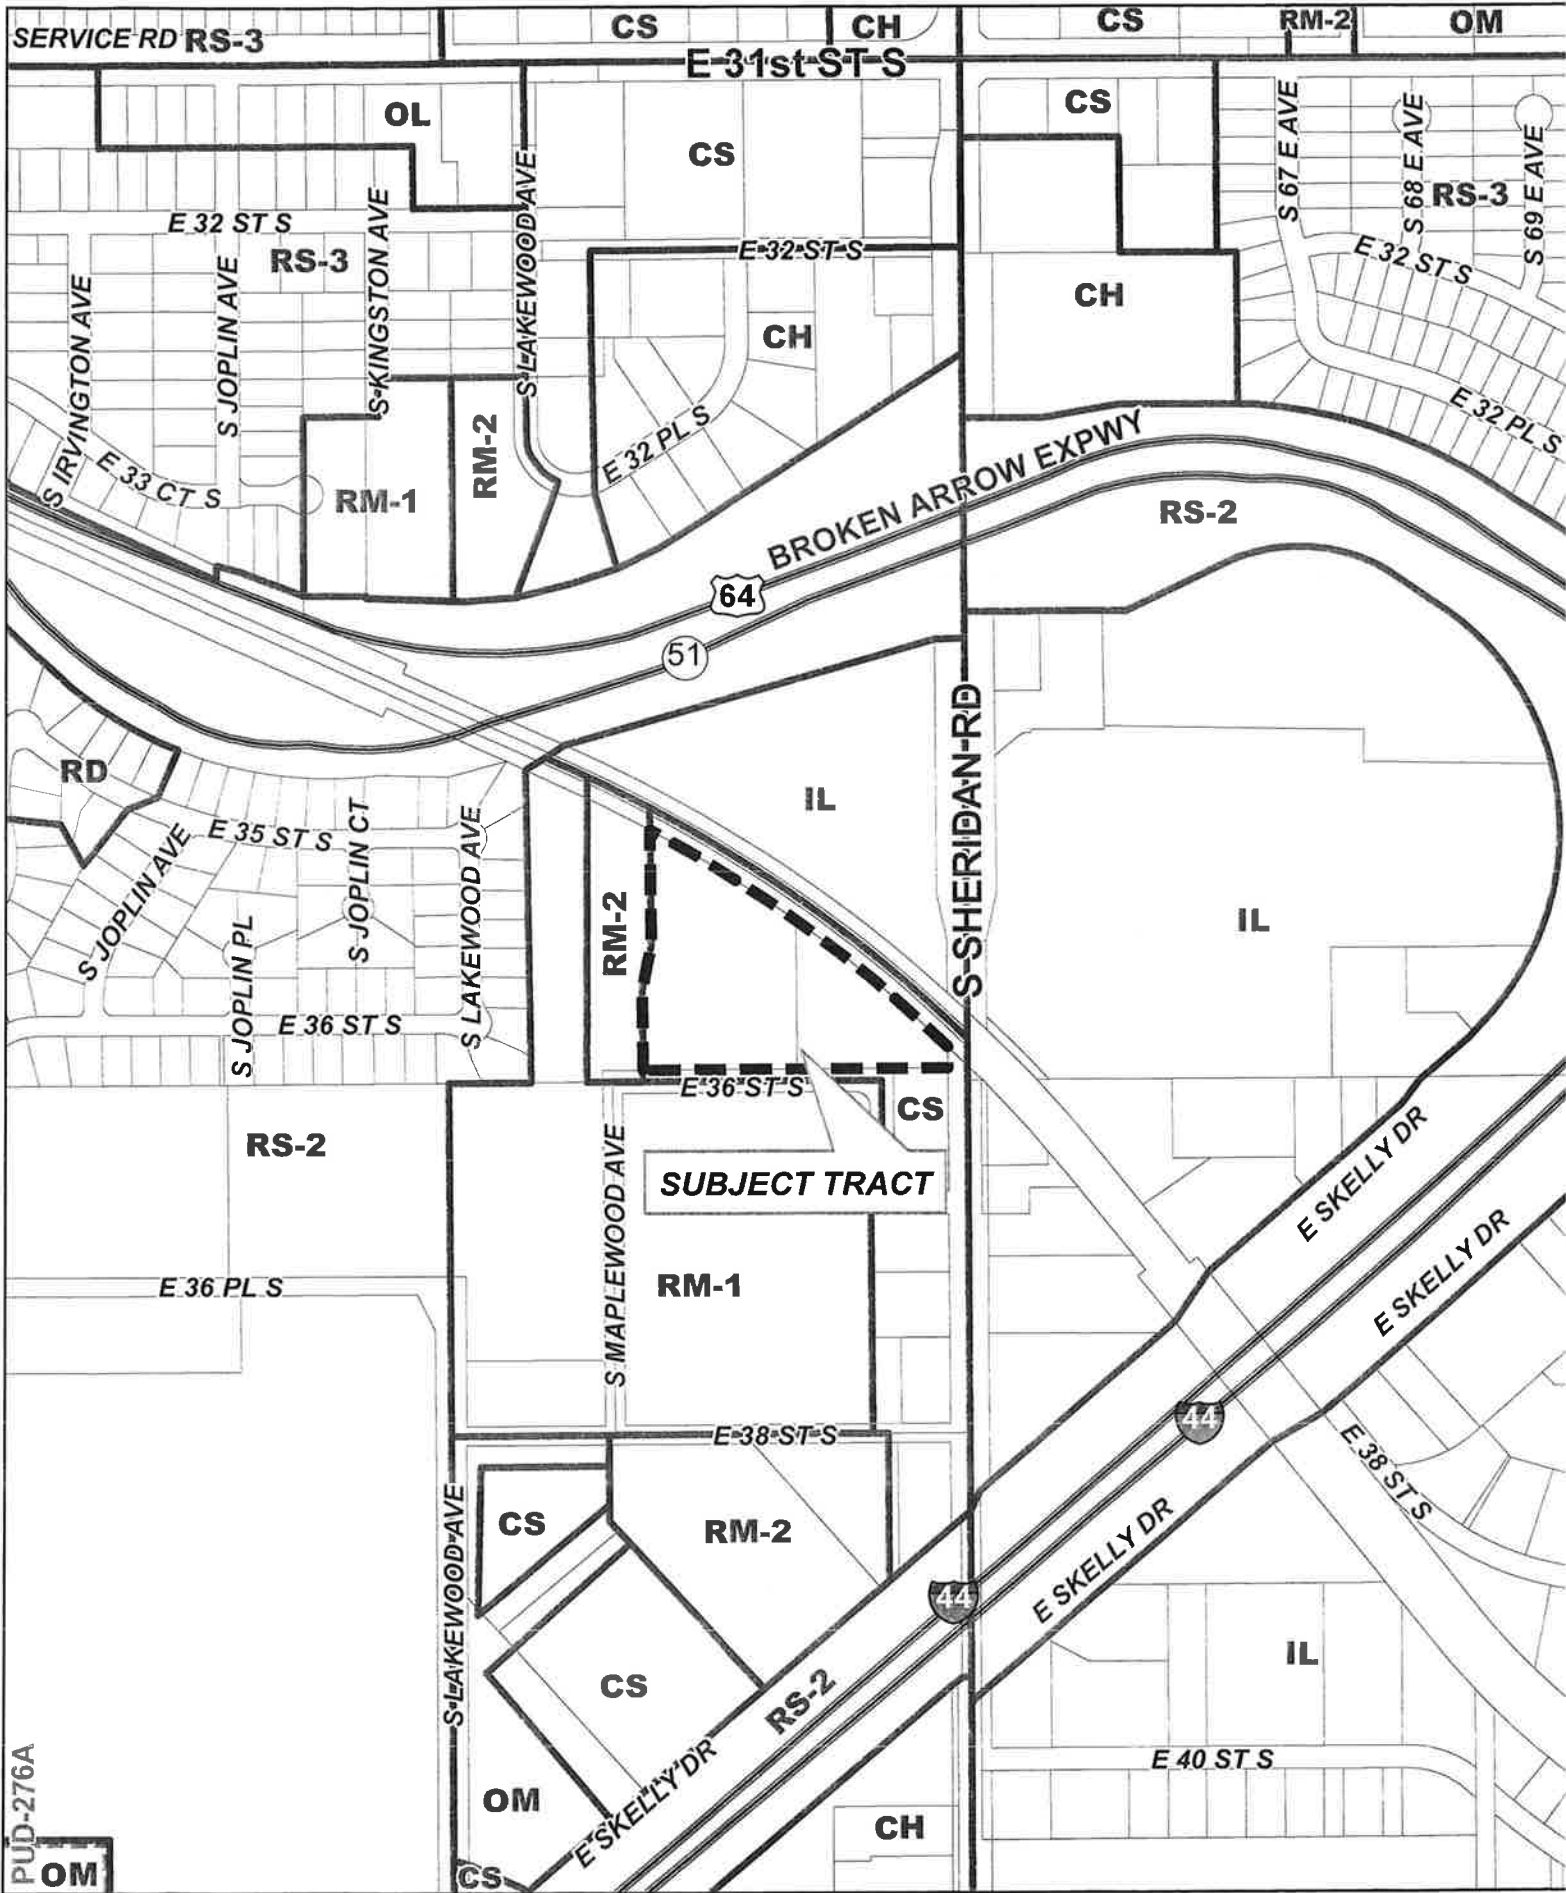 CS
CH
CS
RM-2
OM
SERVICE RD
RS-3
E 31st ST S
OL
CS
CS
S 67 E AVE
S 68 E AVE
S 69 E AVE
RS-3
E 32 ST S
RS-3
S KINGSTON AVE
S LAKEWOOD AVE
E 32 ST S
E 32 ST S
CH
CH
S IRVINGTON AVE
S JOPLIN AVE
E 32 PL S
E 32 PL S
RM-2
E 33 CT S
RM-1
BROKEN ARROW EXPWY
RS-2
64
51
S SHERIDAN RD
RD
IL
E 35 ST S
S JOPLIN AVE
S JOPLIN CT
S LAKEWOOD AVE
RM-2
IL
S JOPLIN PL
E 36 ST S
E 36 ST S
CS
RS-2
SUBJECT TRACT
S MAPLEWOOD AVE
E SKELLY DR
E SKELLY DR
E 36 PL S
RM-1
44
E 38 ST S
E 38 ST S
CS
RM-2
S LAKEWOOD AVE
44
E SKELLY DR
IL
CS
RS-2
E 40 ST S
PUD-276A
OM
E SKELLY DR
CH
OM
CS